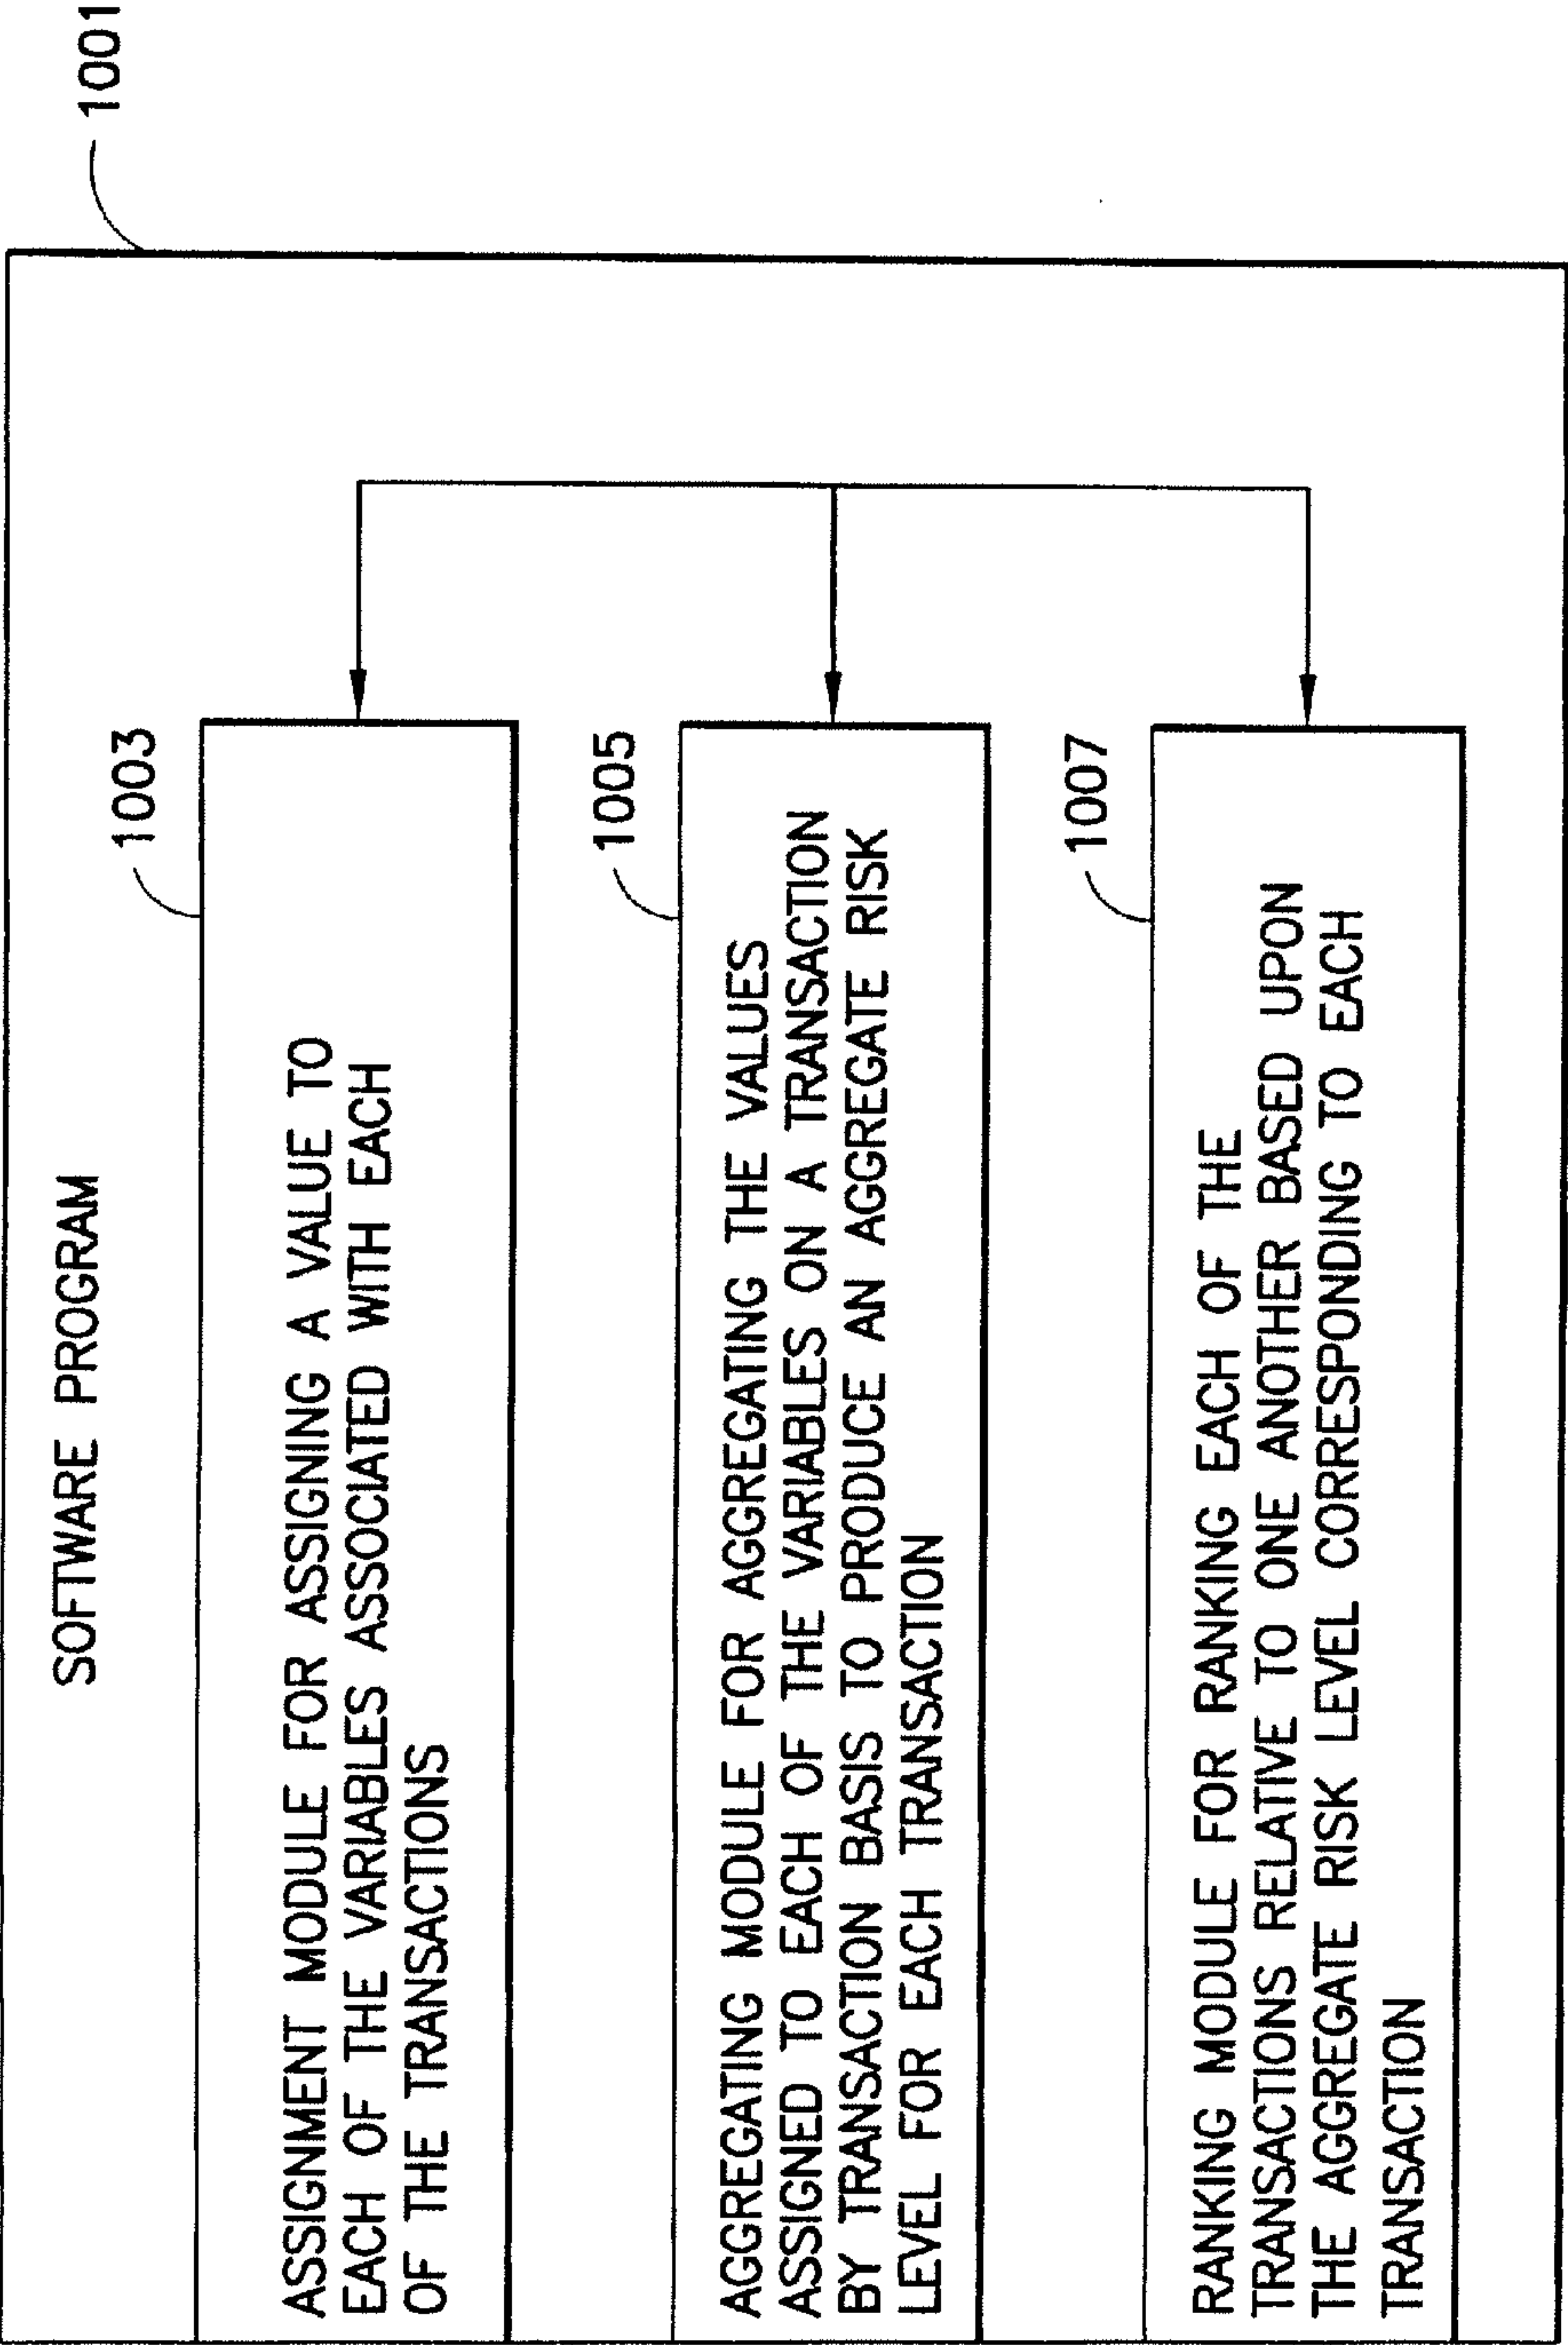 1001
SOFTWARE PROGRAM
1003
ASSIGNMENT MODULE FOR ASSIGNING A VALUE TO
EACH OF THE VARIABLES ASSOCIATED WITH EACH
OF THE TRANSACTIONS
1005
AGGREGATING MODULE FOR AGGREGATING THE VALUES
ASSIGNED TO EACH OF THE VARIABLES ON A TRANSACTION
BY TRANSACTION BASIS TO PRODUCE AN AGGREGATE RISK
LEVEL FOR EACH TRANSACTION
1007
RANKING MODULE FOR RANKING EACH OF THE
TRANSACTIONS RELATIVE TO ONE ANOTHER BASED UPON
THE AGGREGATE RISK LEVEL CORRESPONDING TO EACH
TRANSACTION